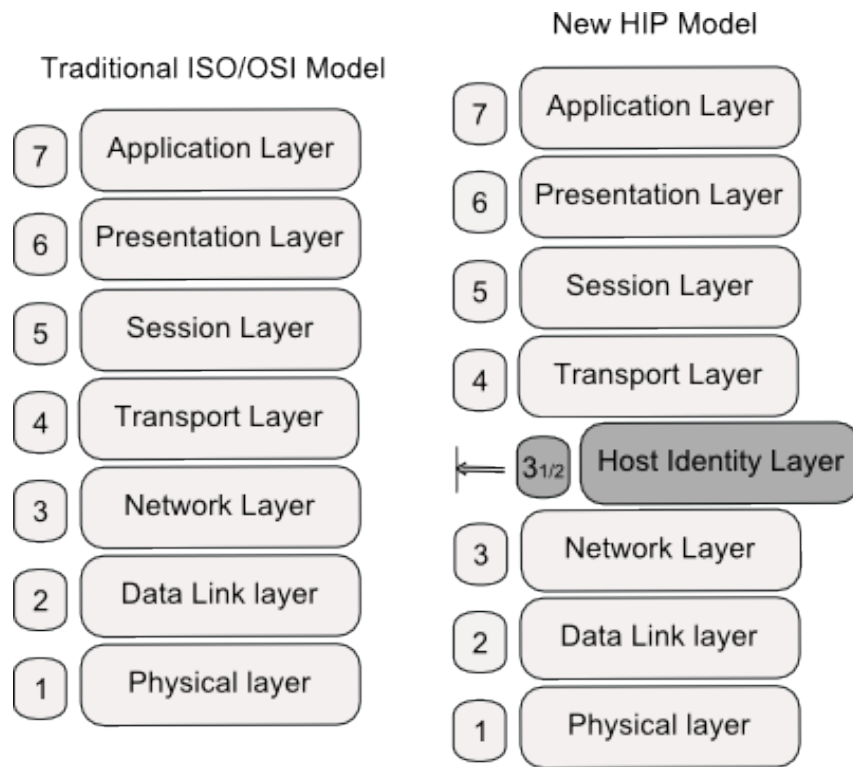 Traditional ISO/OSI Model
7 Application Layer
6 Presentation Layer
5 Session Layer
4 Transport Layer
3 Network Layer
2 Data Link layer
1 Physical layer
New HIP Model
7 Application Layer
6 Presentation Layer
5 Session Layer
4 Transport Layer
31/2 Host Identity Layer
3 Network Layer
2 Data Link layer
1 Physical layer